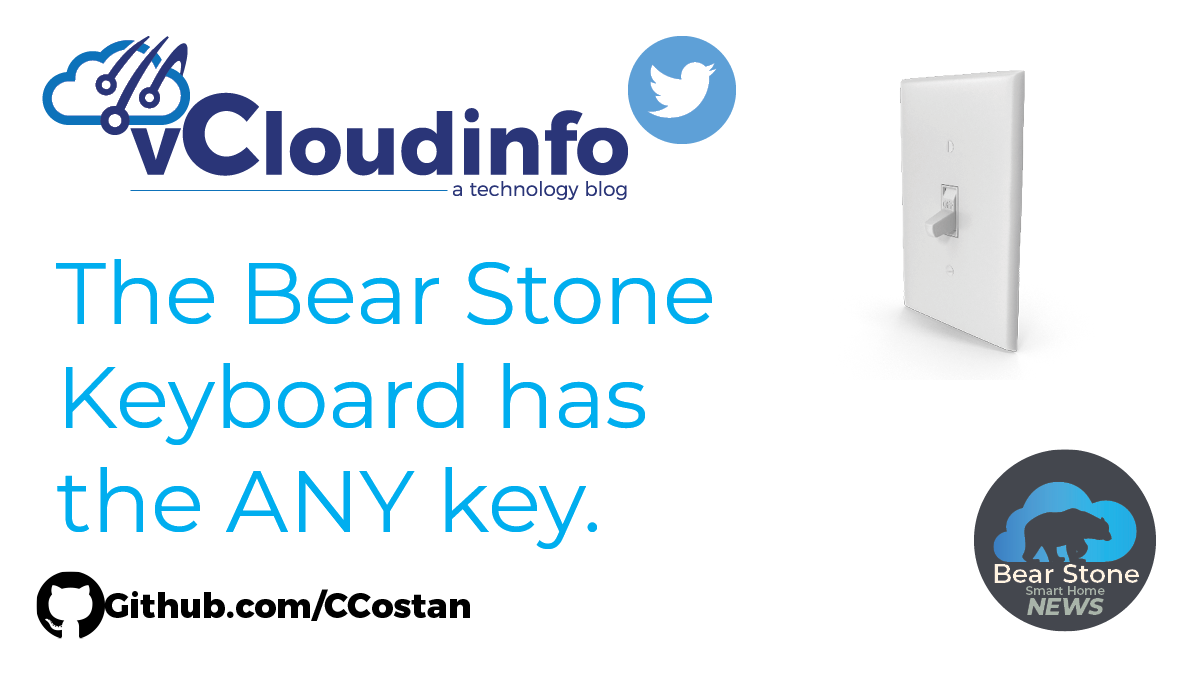 vCloudinfo
a technology blog
The Bear Stone
Keyboard has
the ANY key.
Github.com/CCostan
Bear Stone
Smart Home
NEWS